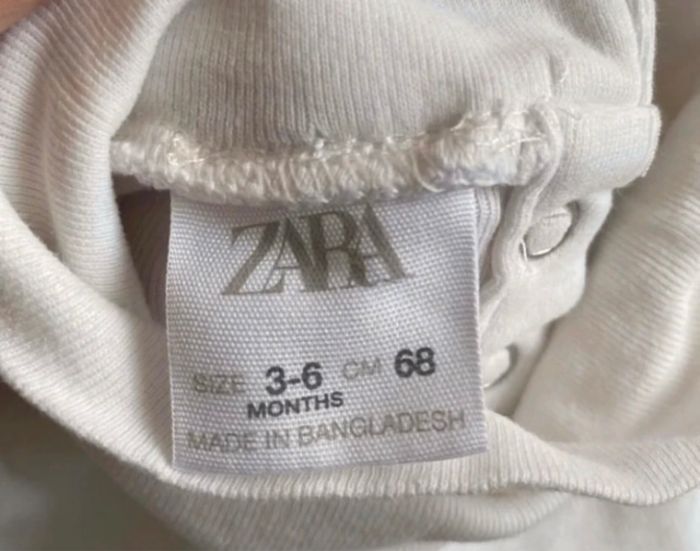 ZARA
SIZE 3-6 CM 68
MONTHS
MADE IN BANGLADESH